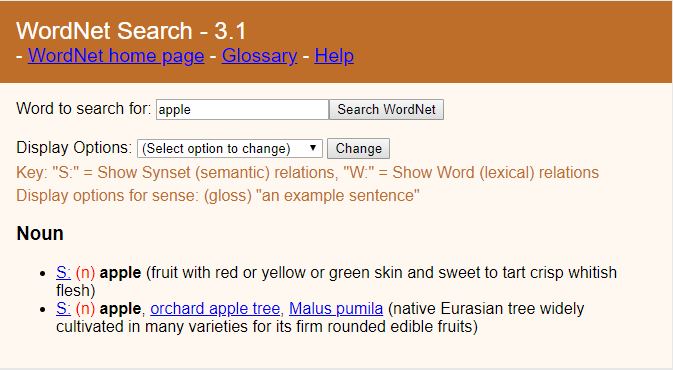 WordNet Search - 3.1
- WordNet home page - Glossary - Help
Word to search for: apple Search WordNet
Display Options: (Select option to change) Change
Key: "S:" = Show Synset (semantic) relations, "W:" = Show Word (lexical) relations
Display options for sense: (gloss) "an example sentence"
Noun
• S: (n) apple (fruit with red or yellow or green skin and sweet to tart crisp whitish
flesh)
• S: (n) apple, orchard apple tree, Malus pumila (native Eurasian tree widely
cultivated in many varieties for its firm rounded edible fruits)